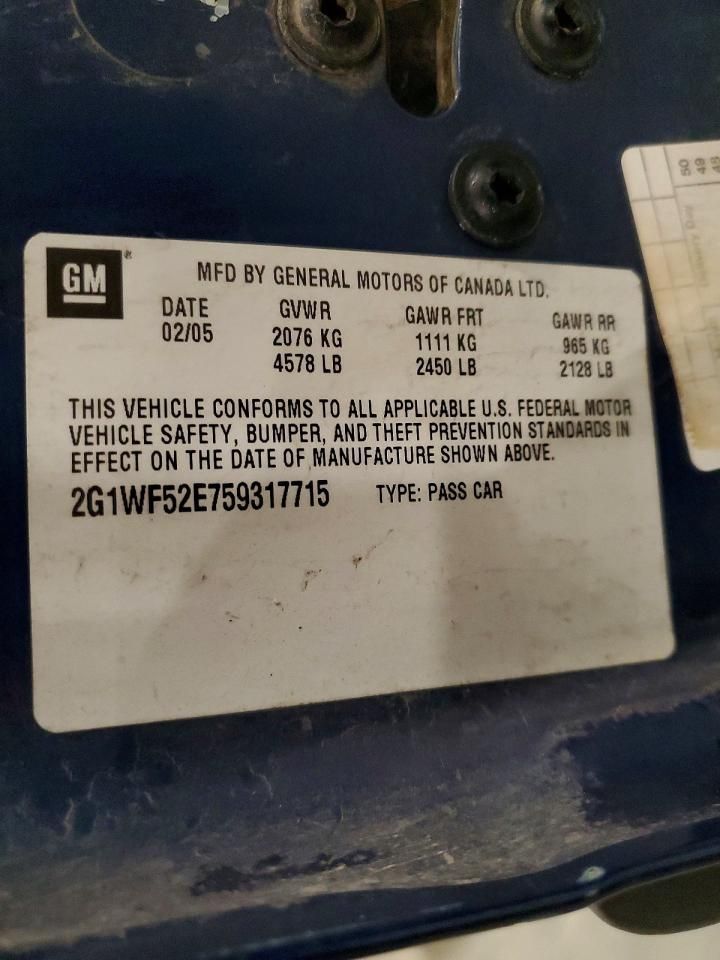 GM®
MFD BY GENERAL MOTORS OF CANADA LTD.
DATE GVWR GAWR FRT GAWR RR
02/05 2076 KG 1111 KG 965 KG
4578 LB 2450 LB 2128 LB
THIS VEHICLE CONFORMS TO ALL APPLICABLE U.S. FEDERAL MOTOR
VEHICLE SAFETY, BUMPER, AND THEFT PREVENTION STANDARDS IN
EFFECT ON THE DATE OF MANUFACTURE SHOWN ABOVE.
2G1WF52E759317715 TYPE: PASS CAR
50
49